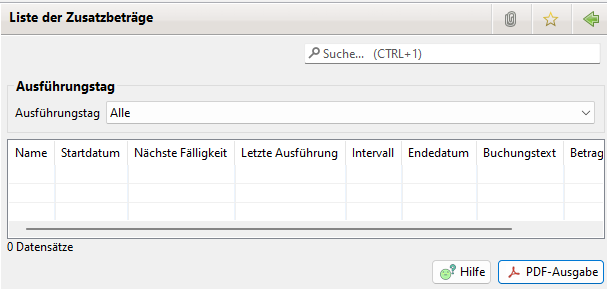 Liste der Zusatzbeträge
Suche... (CTRL+1)
Ausführungstag
Ausführungstag Alle
Name Startdatum Nächste Fälligkeit Letzte Ausführung Intervall Endedatum Buchungstext Betrag
0 Datensätze
Hilfe PDF-Ausgabe